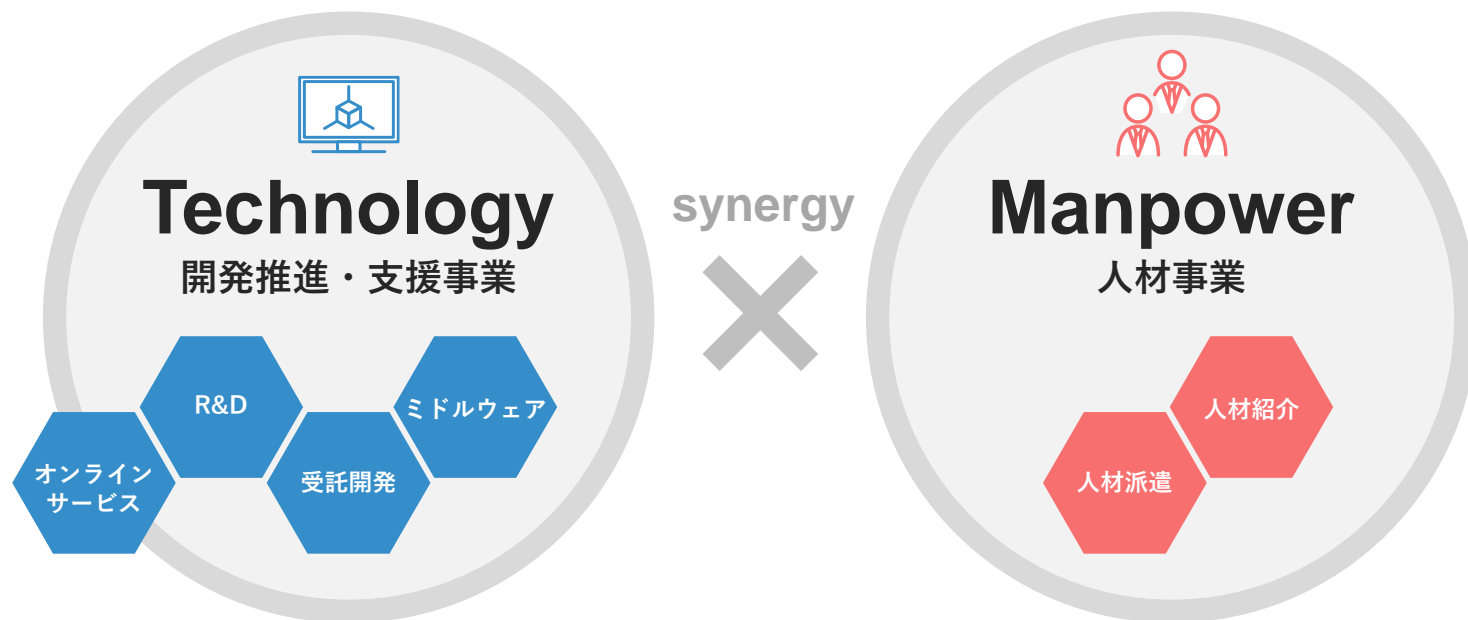 Technology
開発推進・支援事業
R&D
ミドルウェア
オンライン
サービス
受託開発
synergy
Manpower
人材事業
人材紹介
人材派遣